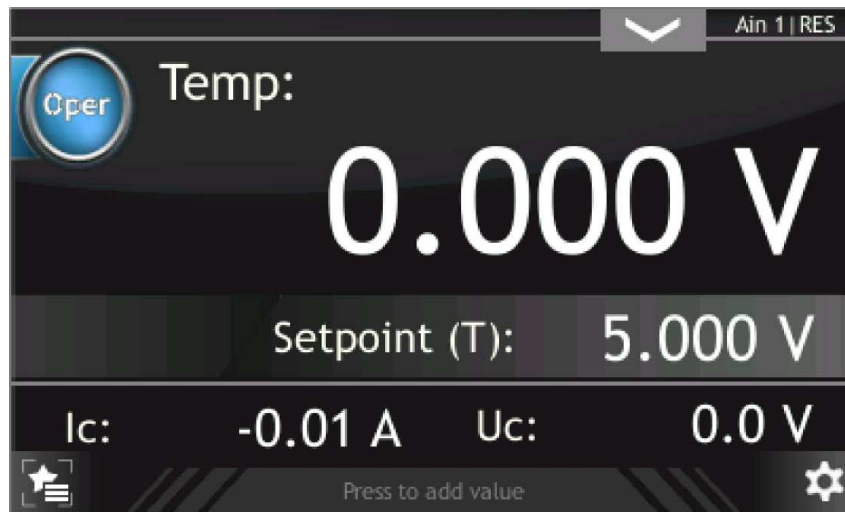 Ain 1|RES
Oper
Temp:
0.000 V
Setpoint (T): 5.000 V
Ic: -0.01 A Uc: 0.0 V
Press to add value